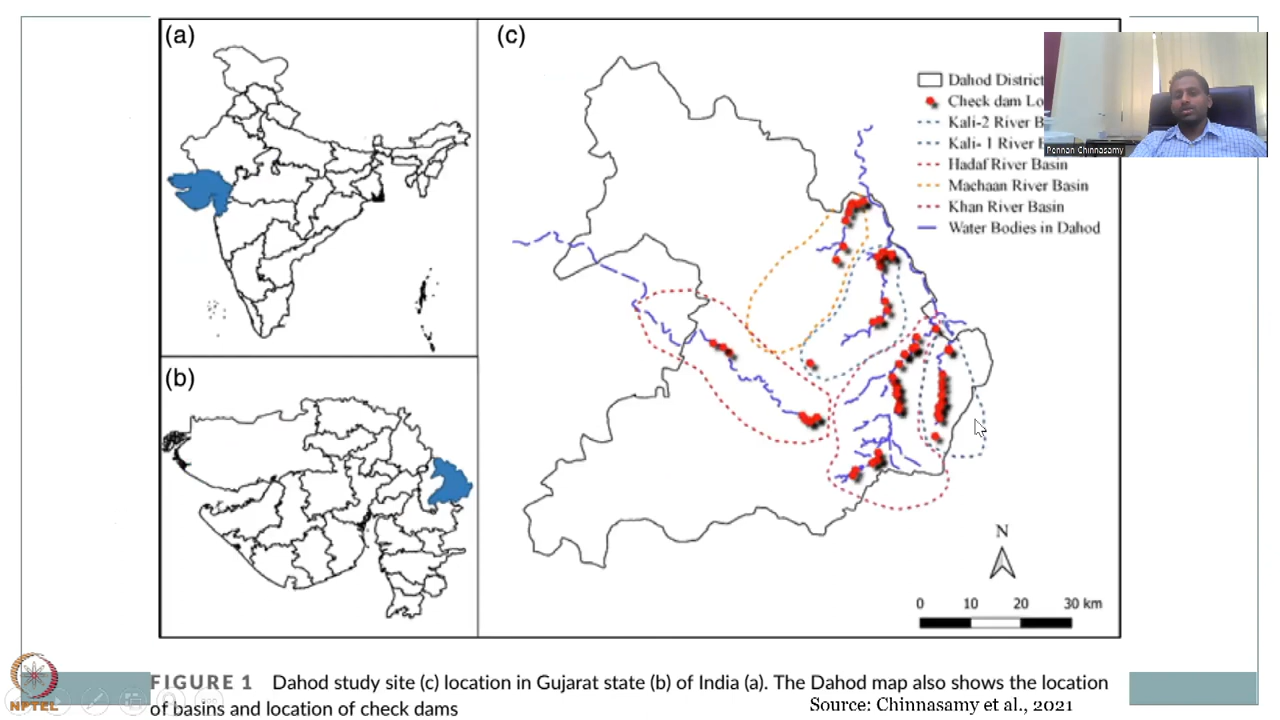 (a)
(b)
(c)
Dahod District
Check dam Lo
Kali-2 River B
Kali- 1 River
Hadaf River Basin
Machaan River Basin
Khan River Basin
Water Bodies in Dahod
Pennan Chinnasamy
N
0 10 20 30 km
FIGURE 1 Dahod study site (c) location in Gujarat state (b) of India (a). The Dahod map also shows the location
of basins and location of check dams
Source: Chinnasamy et al., 2021
NPTEL